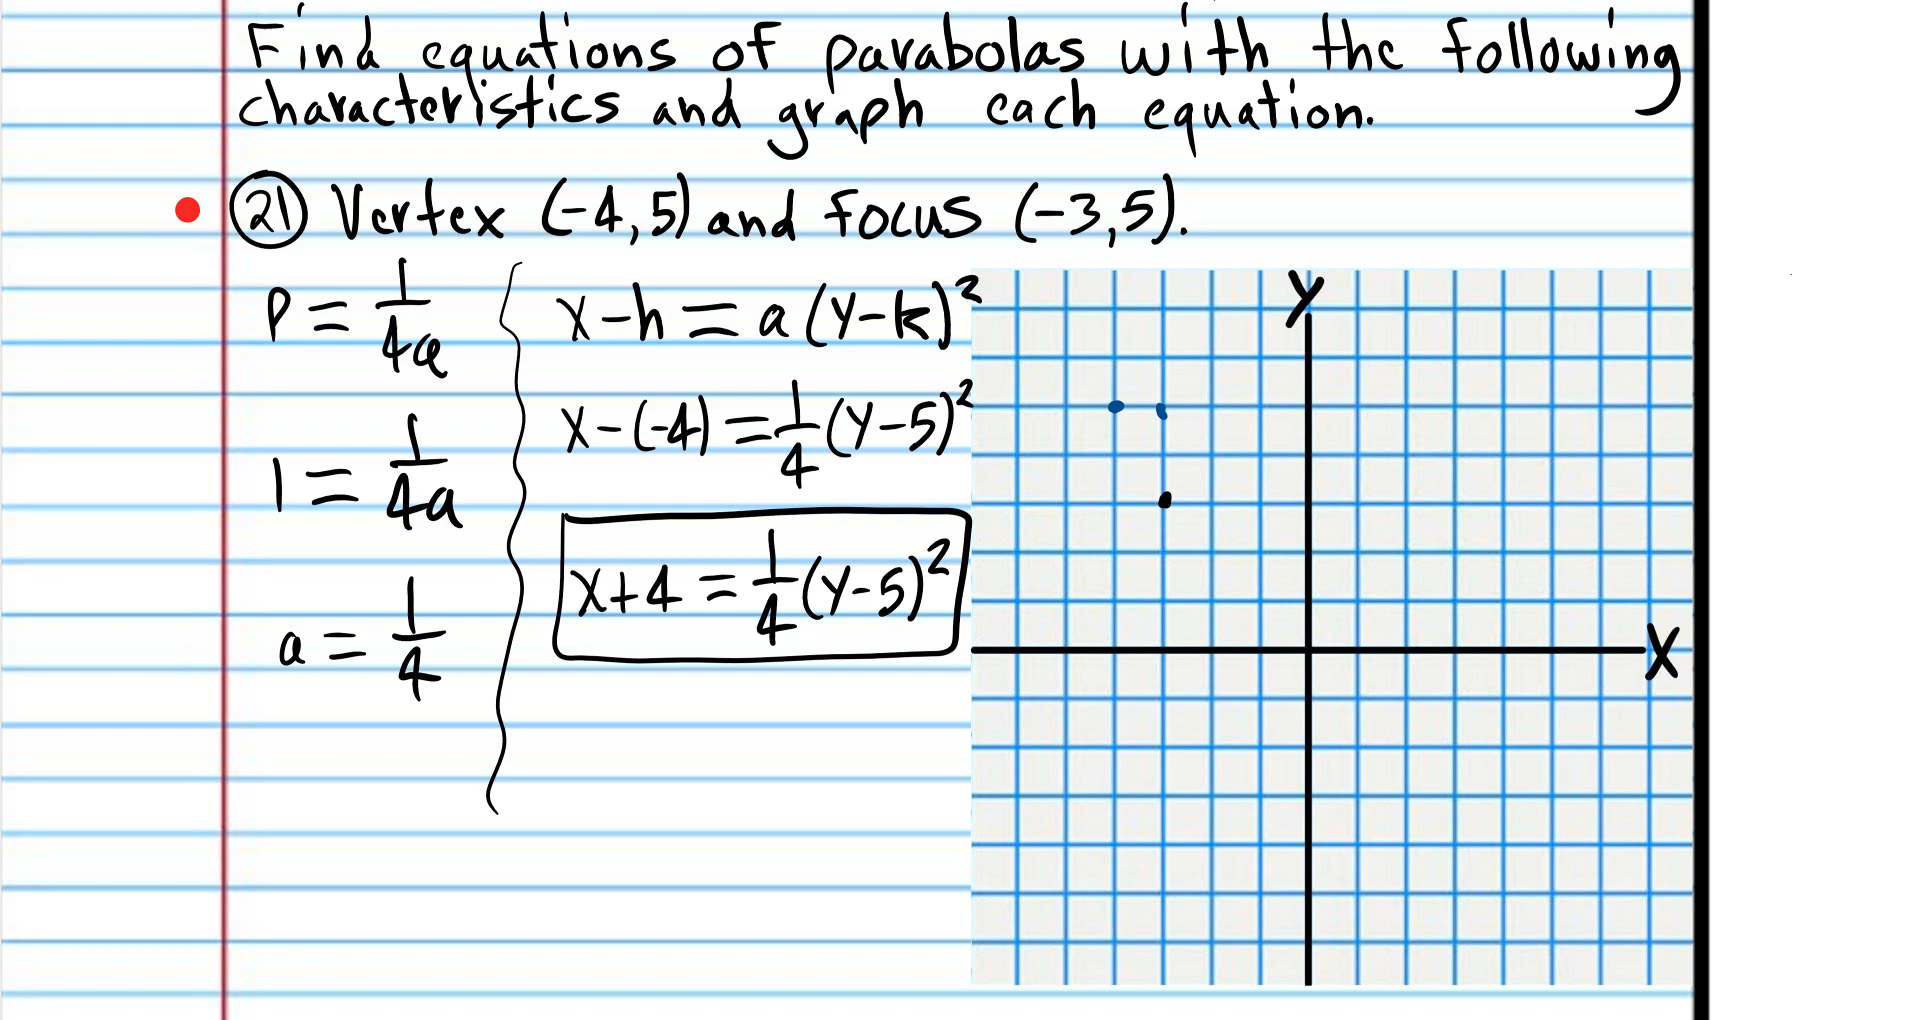 Find equations of parabolas with the following
characteristics and graph each equation.
21 Vertex (-4,5) and focus (-3,5).
P = 1/4a
1 = 1/4a
a = 1/4
x-h = a(y-k)²
x-(-4) = 1/4(y-5)²
x+4 = 1/4(y-5)²
y
X